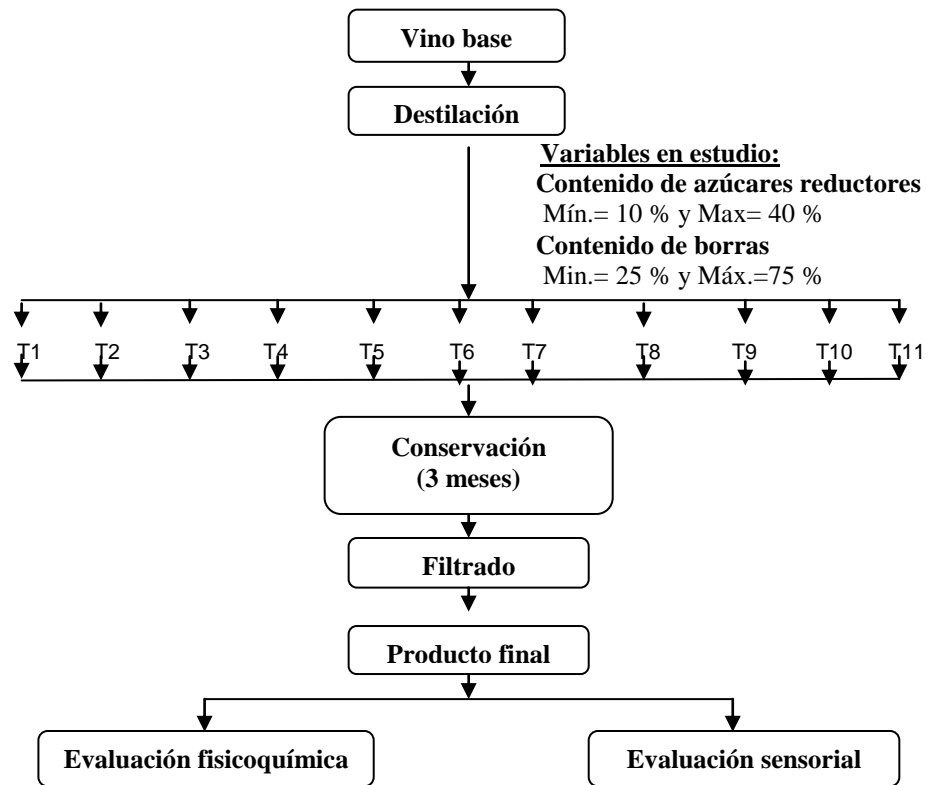 Vino base
Destilación
Variables en estudio:
Contenido de azúcares reductores
Mín.= 10 % y Max= 40 %
Contenido de borras
Min.= 25 % y Máx.=75 %
T1 T2 T3 T4 T5 T6 T7 T8 T9 T10 T11
Conservación
(3 meses)
Filtrado
Producto final
Evaluación fisicoquímica Evaluación sensorial